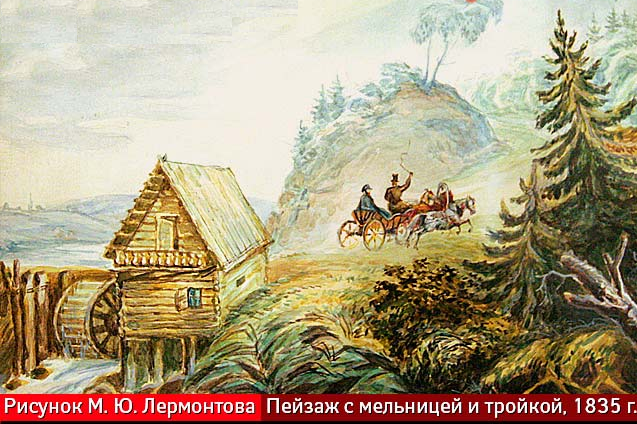 Рисунок М. Ю. Лермонтова Пейзаж с мельницей и тройкой, 1835 г.